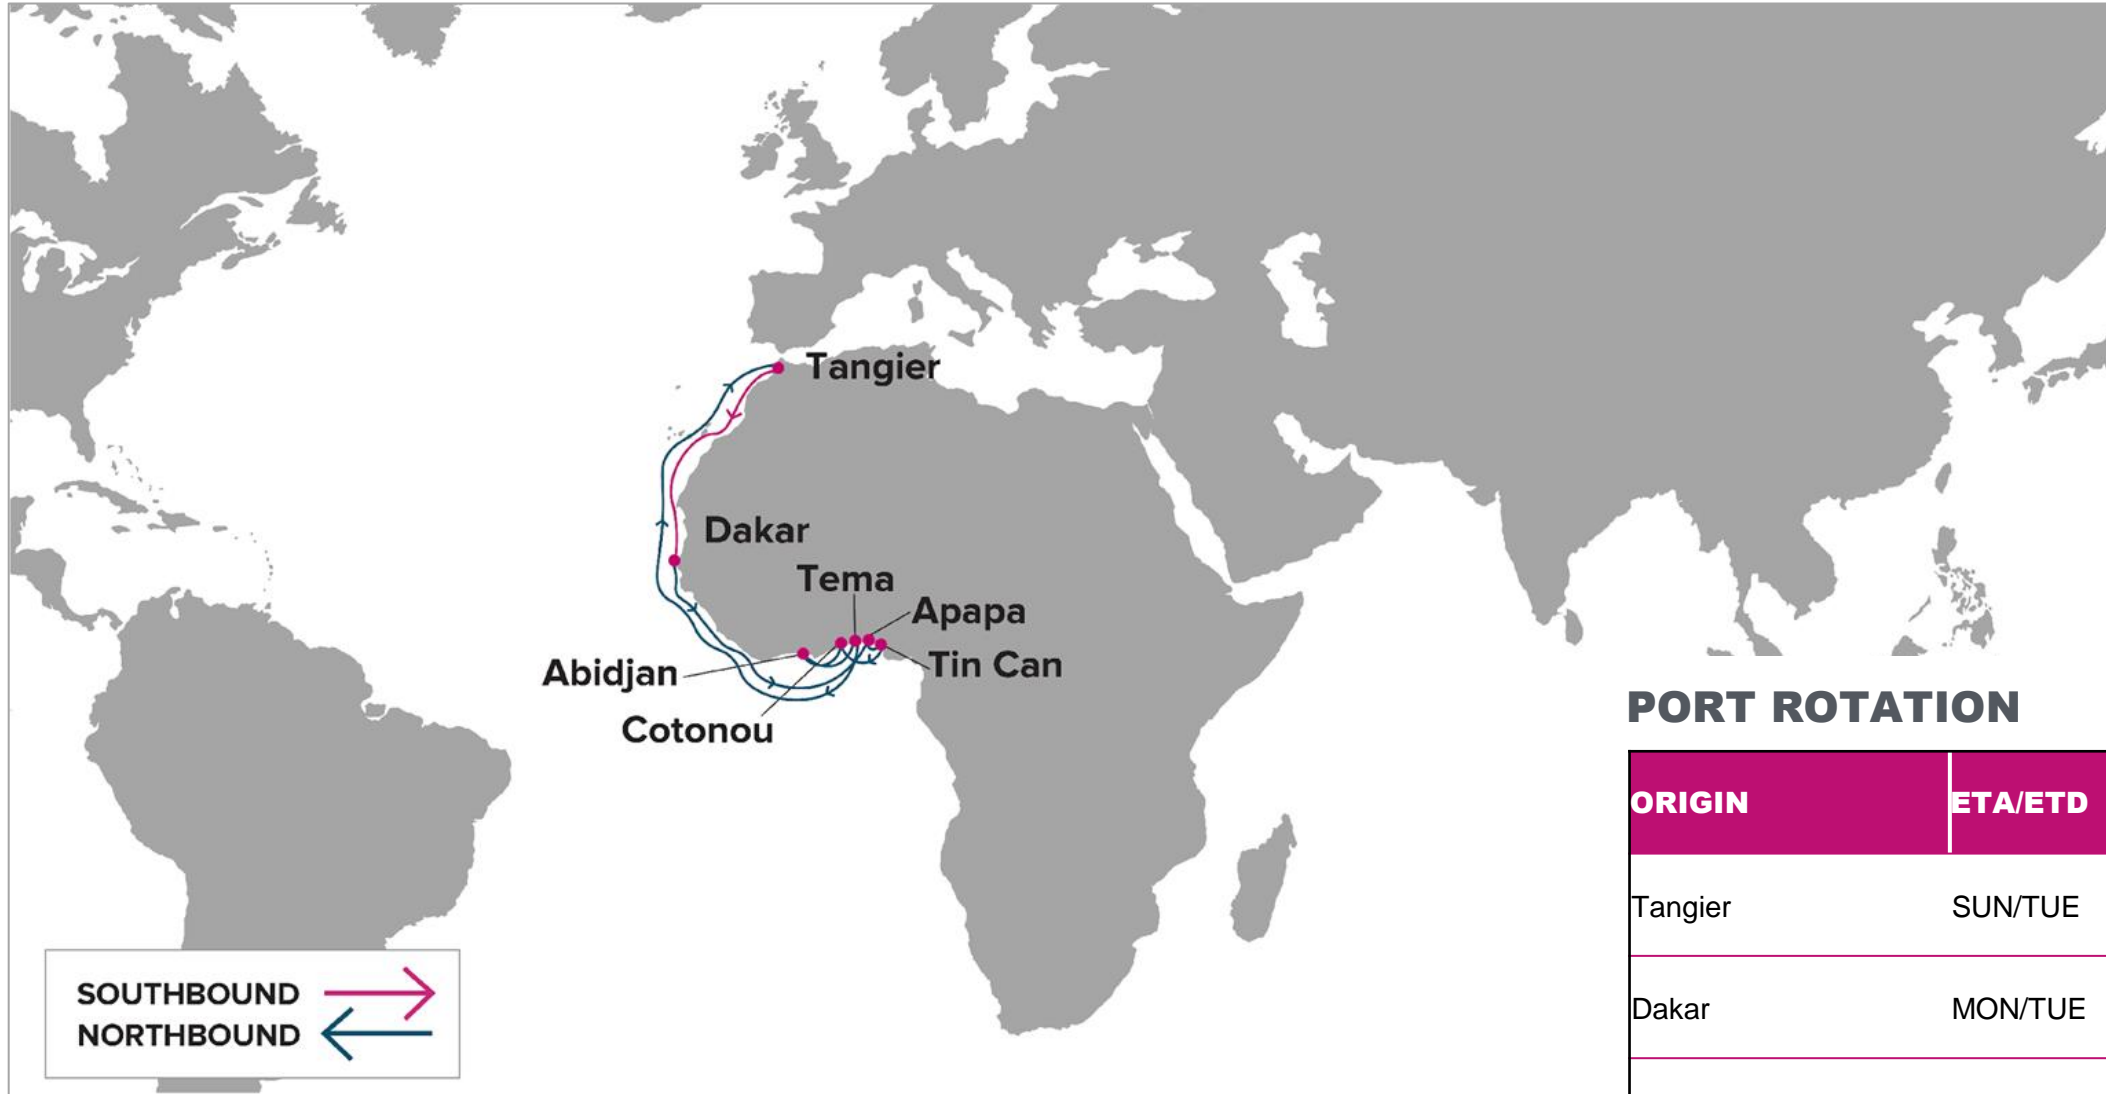 Tangier
Dakar
Tema
Apapa
Abidjan
Tin Can
Cotonou
SOUTHBOUND
NORTHBOUND
PORT ROTATION
ORIGIN ETA/ETD
Tangier SUN/TUE
Dakar MON/TUE